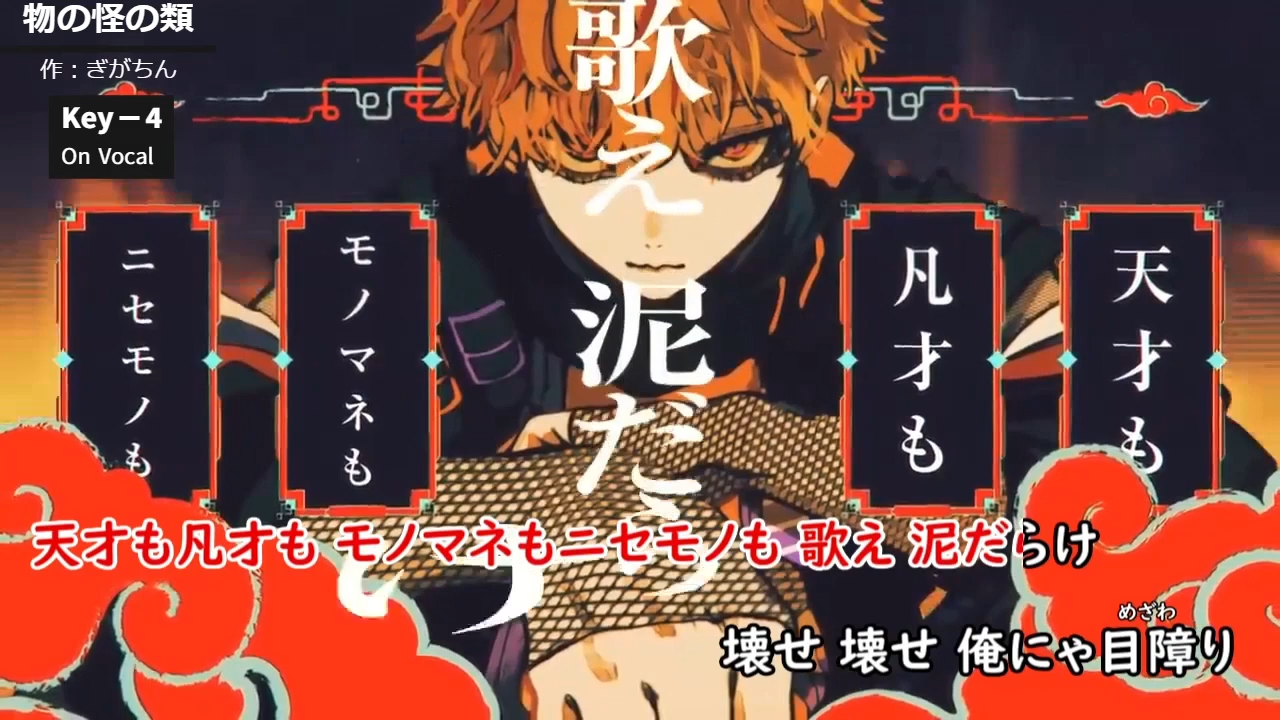 物の怪の類
作：ぎがちん
Key－4
On Vocal
天才も
凡才も
歌え 泥だら
モノマネも
ニセモノも
天才も凡才も モノマネもニセモノも 歌え 泥だらけ
めざわ
壊せ 壊せ 俺にゃ目障り